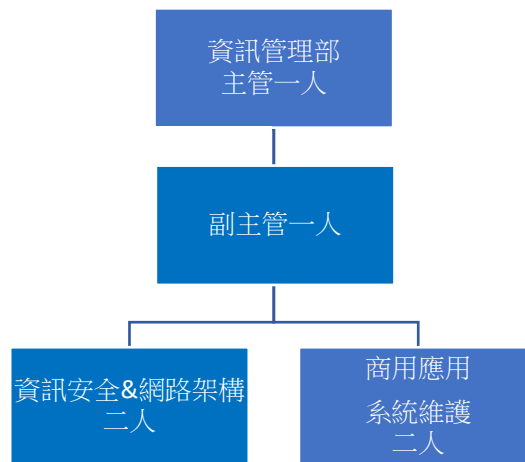 資訊管理部
主管一人
副主管一人
資訊安全&網路架構
二人
商用應用
系統維護
二人